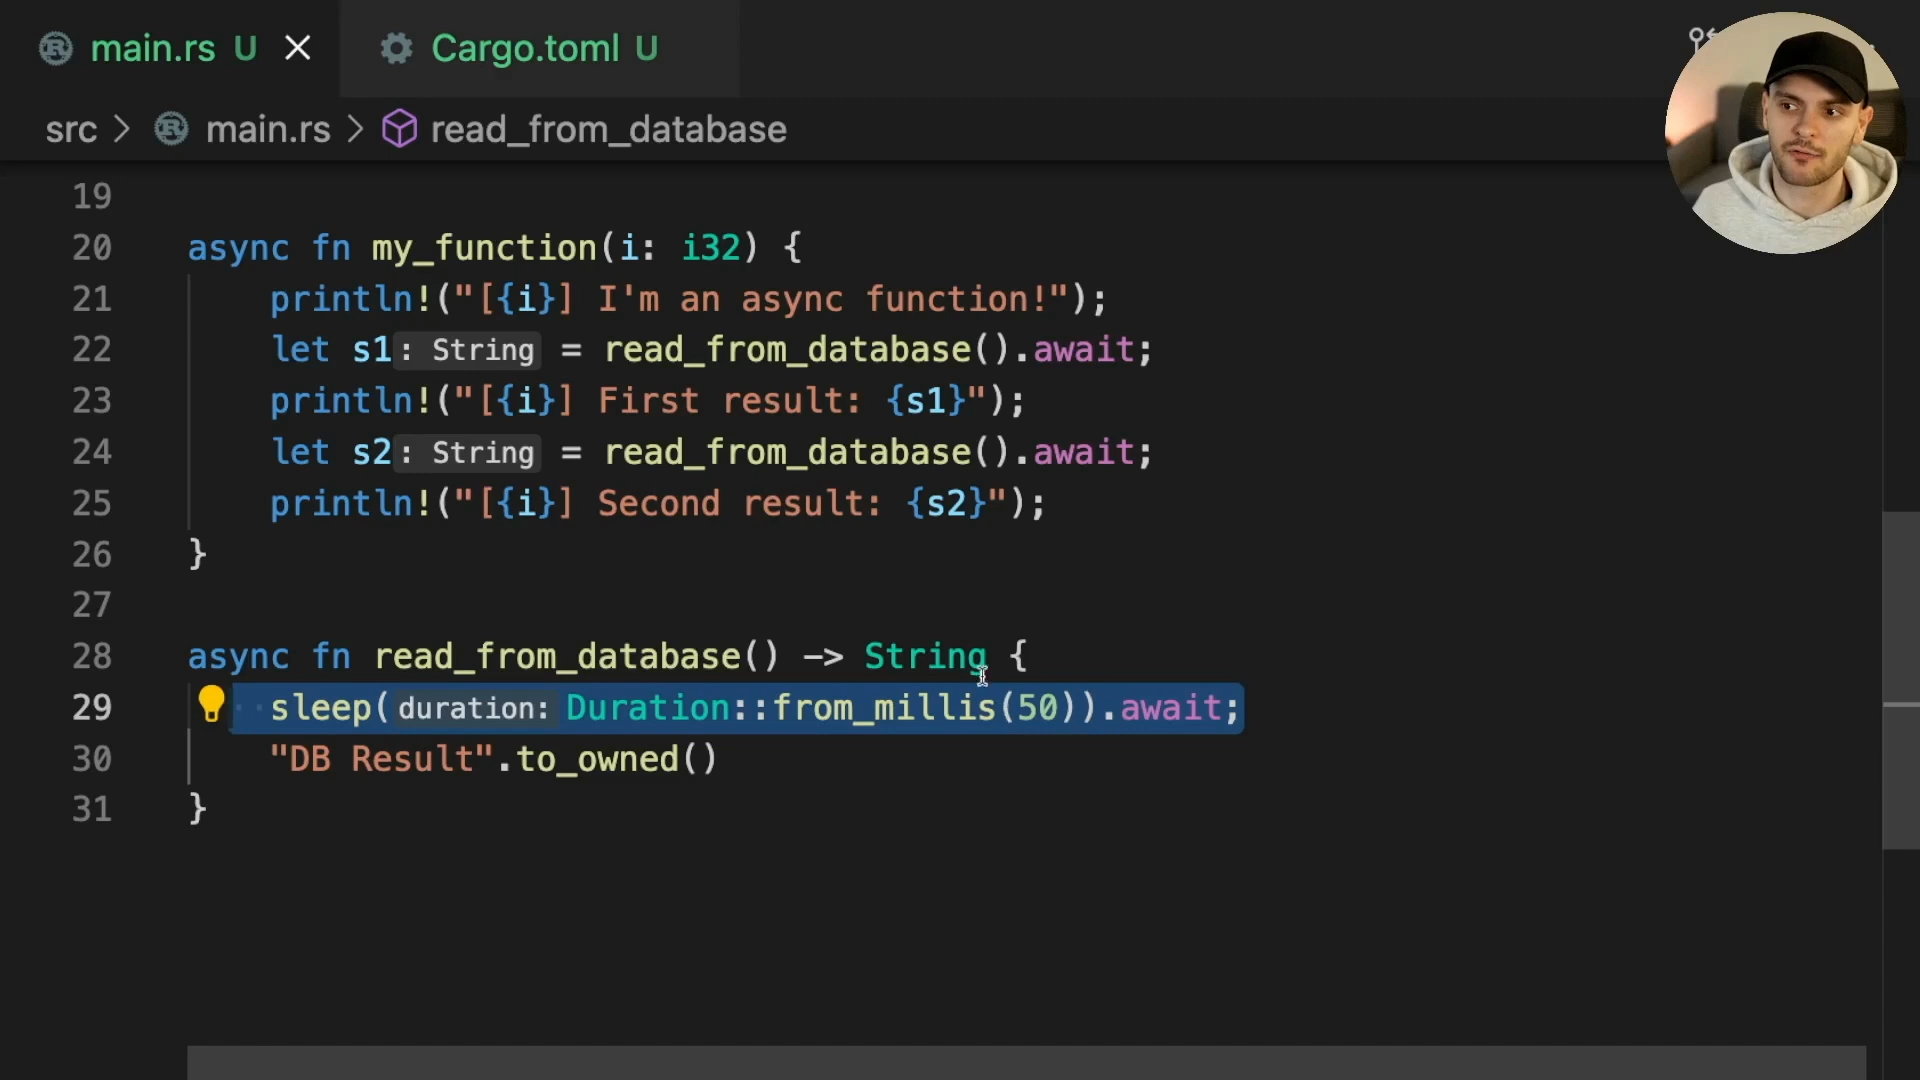 main.rs U
Cargo.toml U
src > main.rs > read_from_database
19
20 async fn my_function(i: i32) {
21 println!("[{i}] I'm an async function!");
22 let s1: String = read_from_database().await;
23 println!("[{i}] First result: {s1}");
24 let s2: String = read_from_database().await;
25 println!("[{i}] Second result: {s2}");
26 }
27
28 async fn read_from_database() -> String {
29 sleep(duration: Duration::from_millis(50)).await;
30 "DB Result".to_owned()
31 }